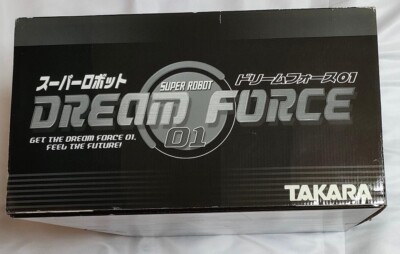 スーパーロボット
SUPER ROBOT
ドリームフォース01
DREAM FORCE
01
GET THE DREAM FORCE 01,
FEEL THE FUTURE!
TAKARA